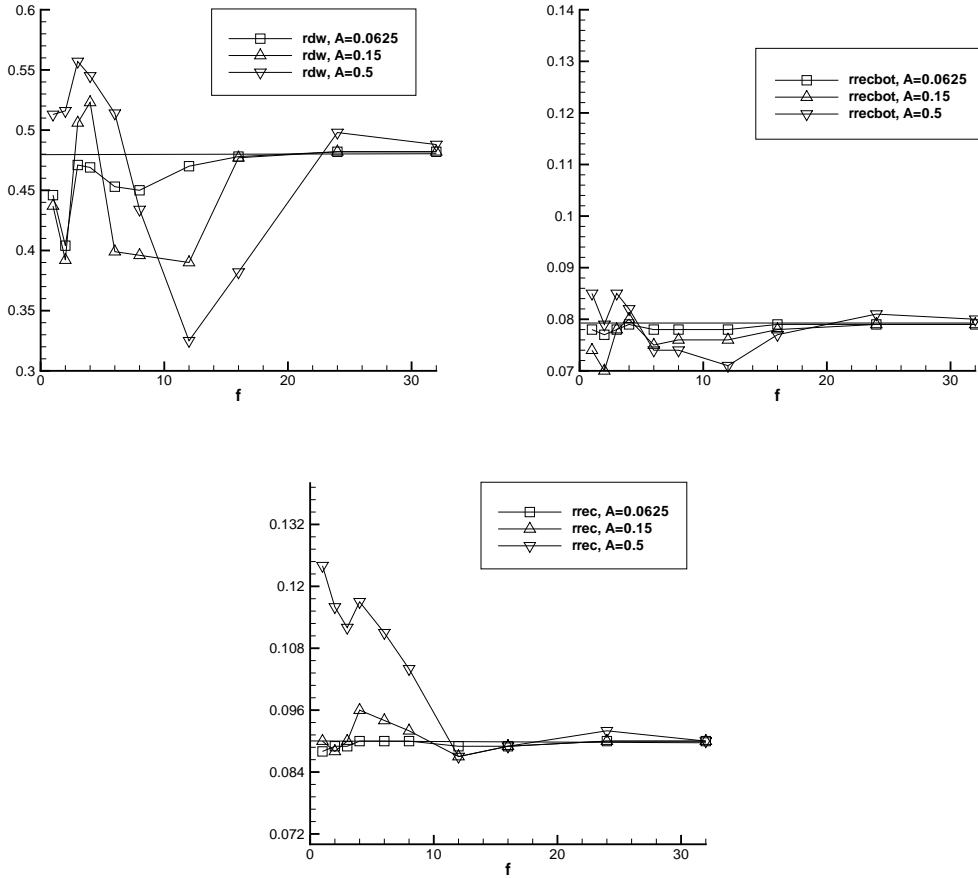 0.6
0.55
0.5
0.45
0.4
0.35
0.3
0
10
20
30
f
rdw, A=0.0625
rdw, A=0.15
rdw, A=0.5
0.14
0.13
0.12
0.11
0.1
0.09
0.08
0.07
0
10
20
30
f
rrecbot, A=0.0625
rrecbot, A=0.15
rrecbot, A=0.5
0.132
0.12
0.108
0.096
0.084
0.072
0
10
20
30
f
rrec, A=0.0625
rrec, A=0.15
rrec, A=0.5